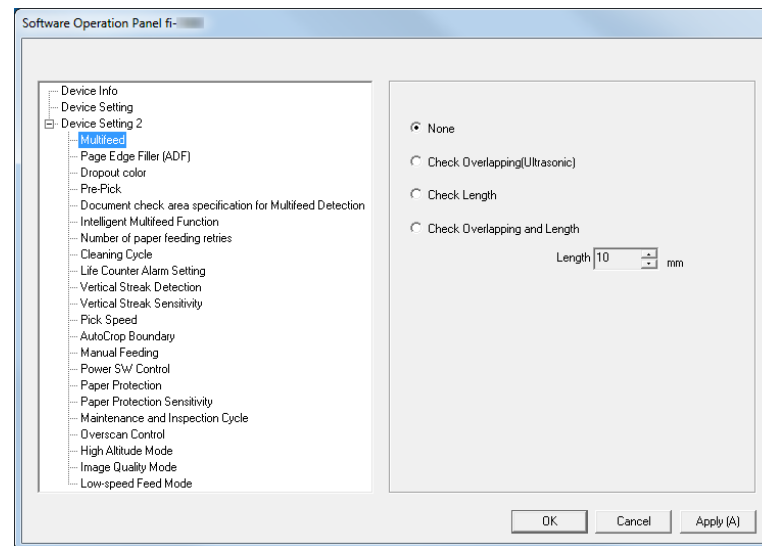 Software Operation Panel fi-
Device Info
Device Setting
Device Setting 2
Multifeed
Page Edge Filler (ADF)
Dropout color
Pre-Pick
Document check area specification for Multifeed Detection
Intelligent Multifeed Function
Number of paper feeding retries
Cleaning Cycle
Life Counter Alarm Setting
Vertical Streak Detection
Vertical Streak Sensitivity
Pick Speed
AutoCrop Boundary
Manual Feeding
Power SW Control
Paper Protection
Paper Protection Sensitivity
Maintenance and Inspection Cycle
Overscan Control
High Altitude Mode
Image Quality Mode
Low-speed Feed Mode
None
Check Overlapping(Ultrasonic)
Check Length
Check Overlapping and Length
Length 10 mm
OK Cancel Apply (A)